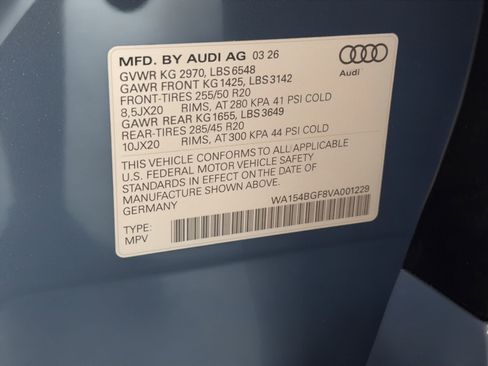 MFD. BY AUDI AG 03 26
GVWR KG 2970, LBS 6548
GAWR FRONT KG 1425, LBS 3142
FRONT-TIRES 255/50 R20
8,5JX20 RIMS, AT 280 KPA 41 PSI COLD
GAWR REAR KG 1655, LBS 3649
REAR-TIRES 285/45 R20
10JX20 RIMS, AT 300 KPA 44 PSI COLD
Audi
THIS VEHICLE CONFORMS TO ALL APPLICABLE
U.S. FEDERAL MOTOR VEHICLE SAFETY
STANDARDS IN EFFECT ON THE DATE OF
MANUFACTURE SHOWN ABOVE.
GERMANY
WA154BGF8VA001229
TYPE:
MPV